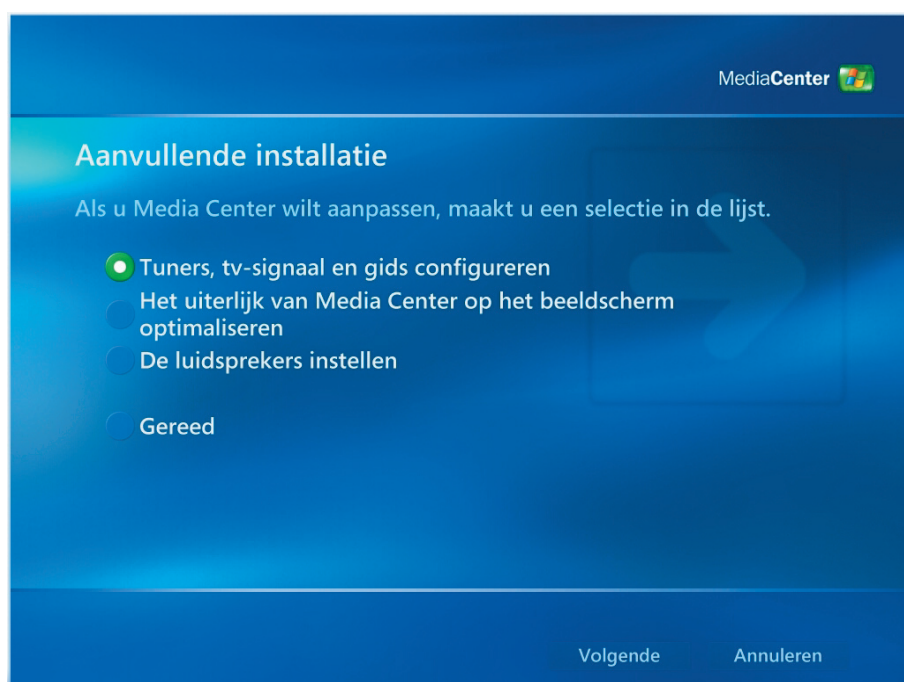 MediaCenter
Aanvullende installatie
Als u Media Center wilt aanpassen, maakt u een selectie in de lijst.
Tuners, tv-signaal en gids configureren
Het uiterlijk van Media Center op het beeldscherm
optimaliseren
De luidsprekers instellen
Gereed
Volgende
Annuleren